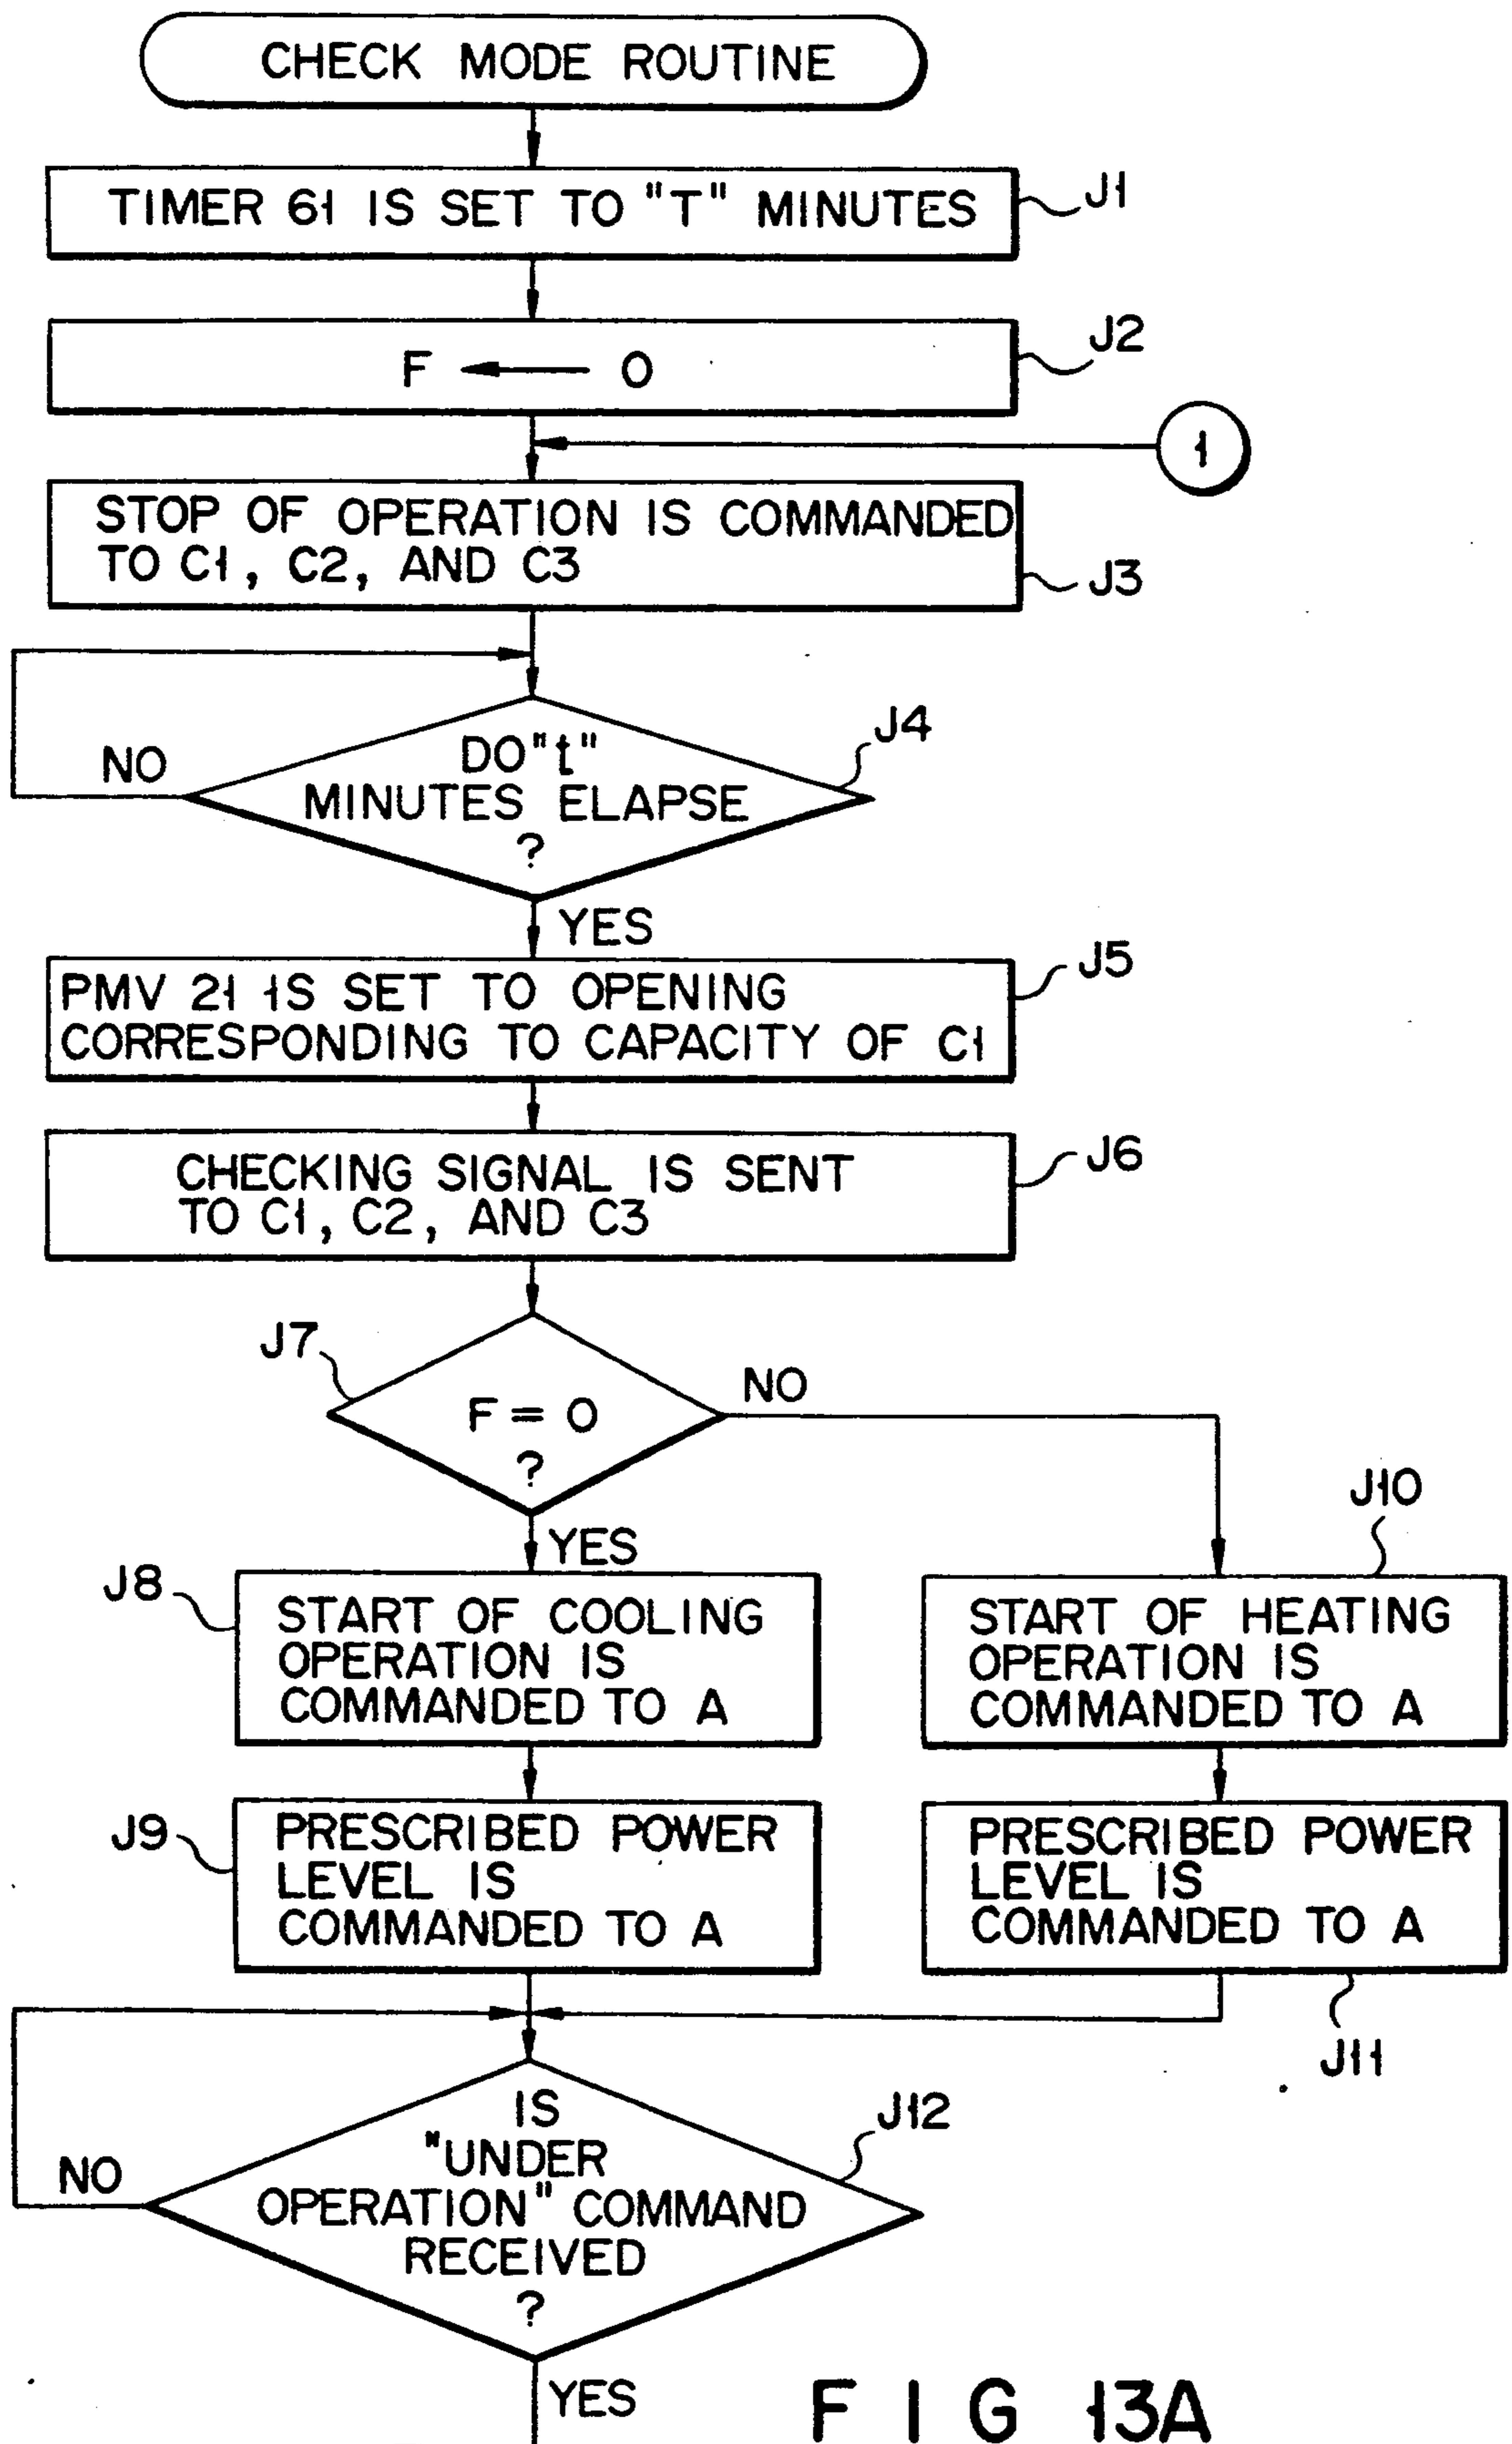 CHECK MODE ROUTINE
TIMER 61 IS SET TO "T" MINUTES
J1
F ← 0
J2
1
STOP OF OPERATION IS COMMANDED
TO C1, C2, AND C3
J3
DO "t"
MINUTES ELAPSE
?
J4
NO
YES
PMV 21 IS SET TO OPENING
CORRESPONDING TO CAPACITY OF C1
J5
CHECKING SIGNAL IS SENT
TO C1, C2, AND C3
J6
J7
F = 0
?
NO
YES
J8
START OF COOLING
OPERATION IS
COMMANDED TO A
J10
START OF HEATING
OPERATION IS
COMMANDED TO A
J9
PRESCRIBED POWER
LEVEL IS
COMMANDED TO A
PRESCRIBED POWER
LEVEL IS
COMMANDED TO A
J11
IS
"UNDER
OPERATION" COMMAND
RECEIVED
?
J12
NO
YES
FIG 13A